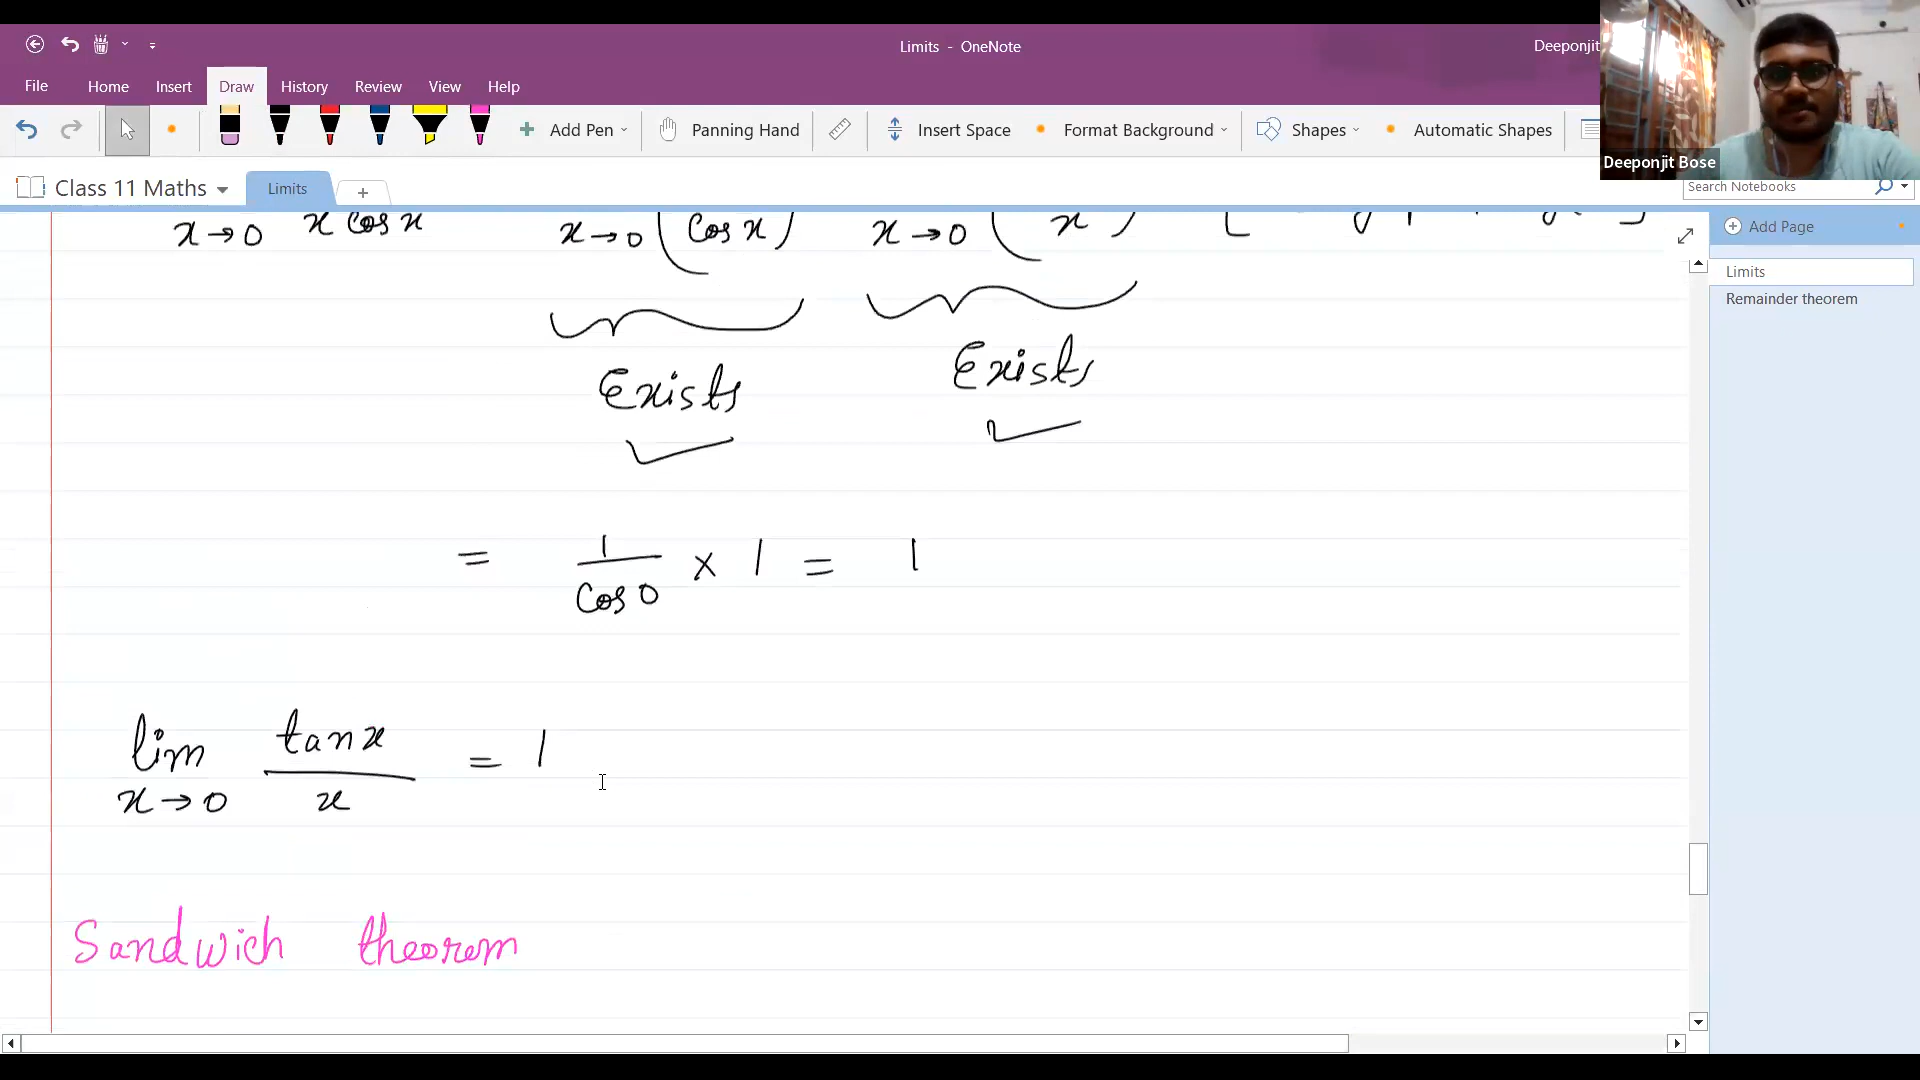 Limits - OneNote
Deeponjit
File Home Insert Draw History Review View Help
Add Pen Panning Hand Insert Space Format Background Shapes Automatic Shapes
Deeponjit Bose
Class 11 Maths Limits +
Search Notebooks
Add Page
Limits
Remainder theorem
x→0 x cos x x→0 (cos x) x→0 (x)
Exists Exists
= 1/cos 0 × 1 = 1
lim x→0 tan x / x = 1
Sandwich theorem